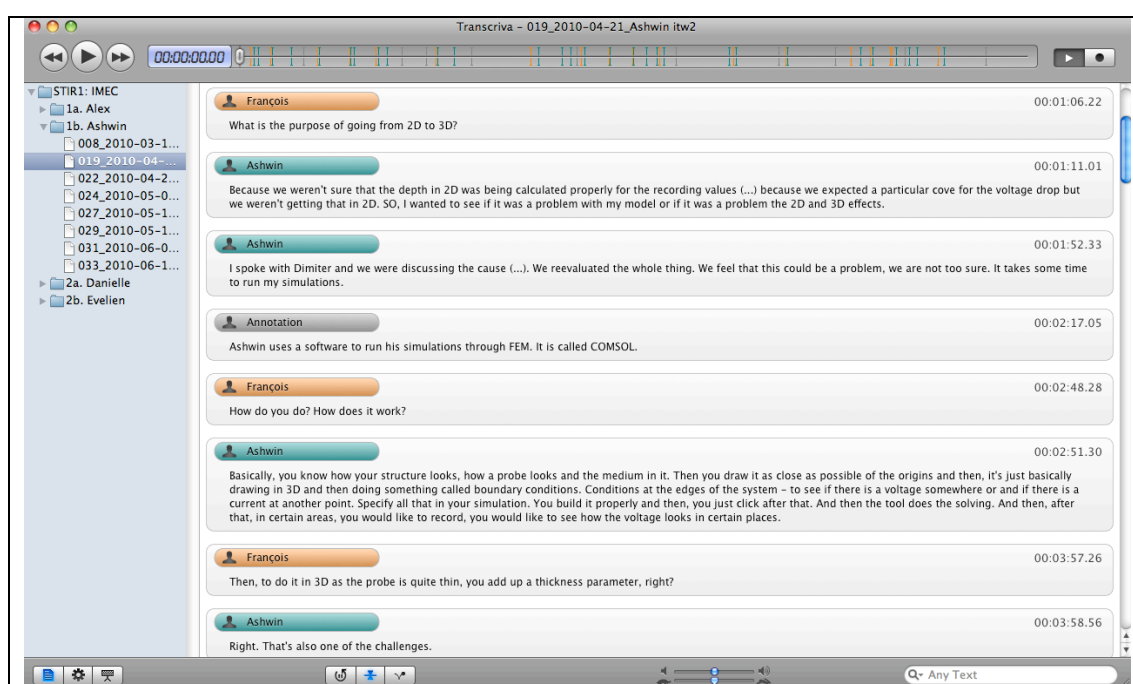 Transcriva – 019_2010-04-21_Ashwin itw2
00:00:00.00
STIR1: IMEC
1a. Alex
1b. Ashwin
008_2010-03-1...
019_2010-04-...
022_2010-04-2...
024_2010-05-0...
027_2010-05-1...
029_2010-05-1...
031_2010-06-0...
033_2010-06-1...
2a. Danielle
2b. Evelien
François 00:01:06.22
What is the purpose of going from 2D to 3D?
Ashwin 00:01:11.01
Because we weren't sure that the depth in 2D was being calculated properly for the recording values (...) because we expected a particular cove for the voltage drop but
we weren't getting that in 2D. SO, I wanted to see if it was a problem with my model or if it was a problem the 2D and 3D effects.
Ashwin 00:01:52.33
I spoke with Dimiter and we were discussing the cause (...). We reevaluated the whole thing. We feel that this could be a problem, we are not too sure. It takes some time
to run my simulations.
Annotation 00:02:17.05
Ashwin uses a software to run his simulations through FEM. It is called COMSOL.
François 00:02:48.28
How do you do? How does it work?
Ashwin 00:02:51.30
Basically, you know how your structure looks, how a probe looks and the medium in it. Then you draw it as close as possible of the origins and then, it's just basically
drawing in 3D and then doing something called boundary conditions. Conditions at the edges of the system – to see if there is a voltage somewhere or and if there is a
current at another point. Specify all that in your simulation. You build it properly and then, you just click after that. And then the tool does the solving. And then, after
that, in certain areas, you would like to record, you would like to see how the voltage looks in certain places.
François 00:03:57.26
Then, to do it in 3D as the probe is quite thin, you add up a thickness parameter, right?
Ashwin 00:03:58.56
Right. That's also one of the challenges.
Any Text